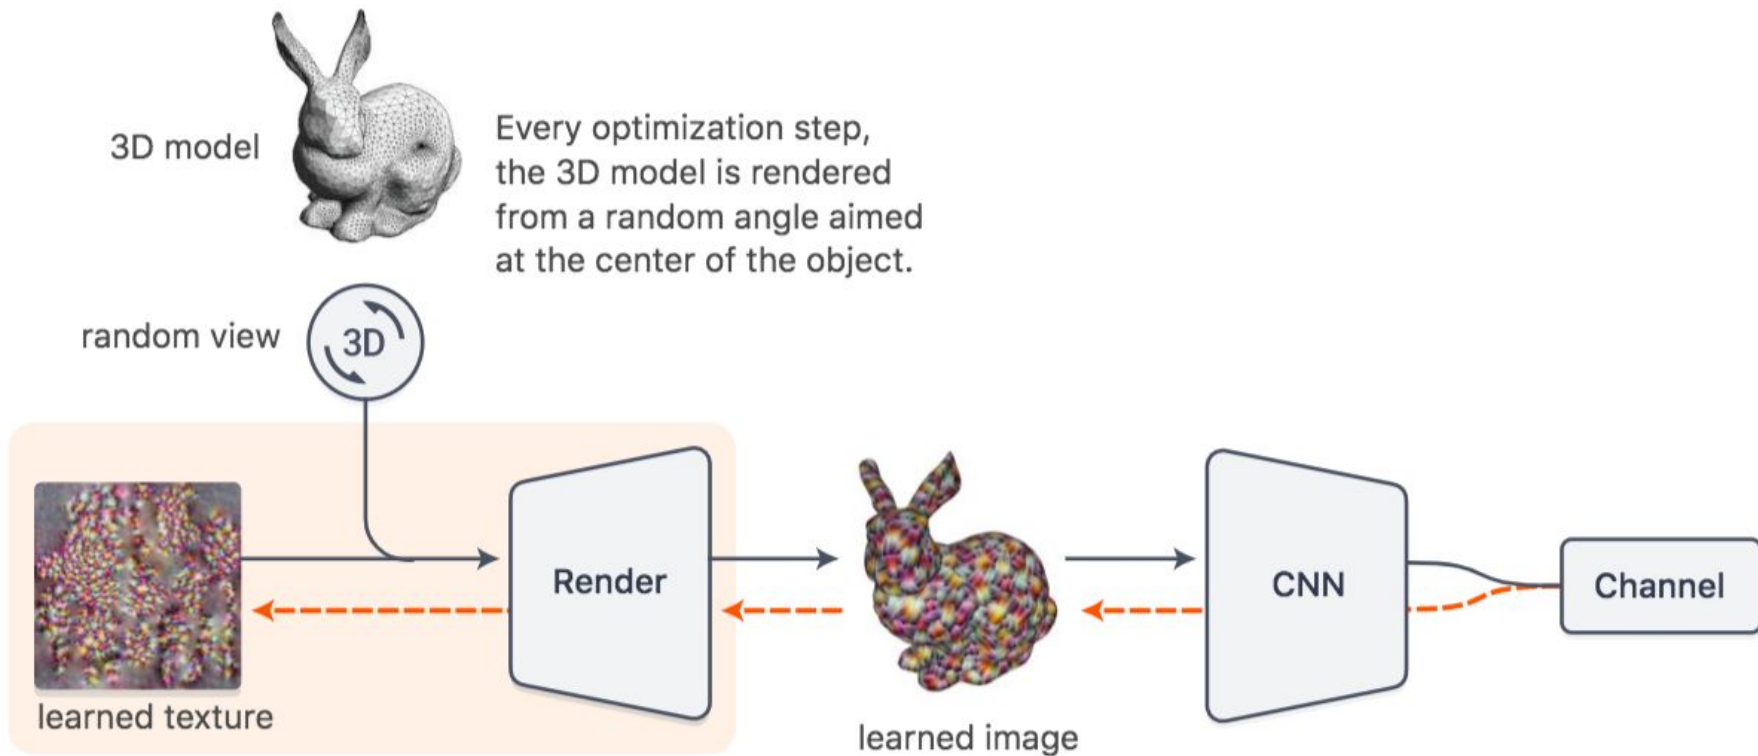 3D model
Every optimization step,
the 3D model is rendered
from a random angle aimed
at the center of the object.
random view
3D
Render
CNN
Channel
learned texture
learned image